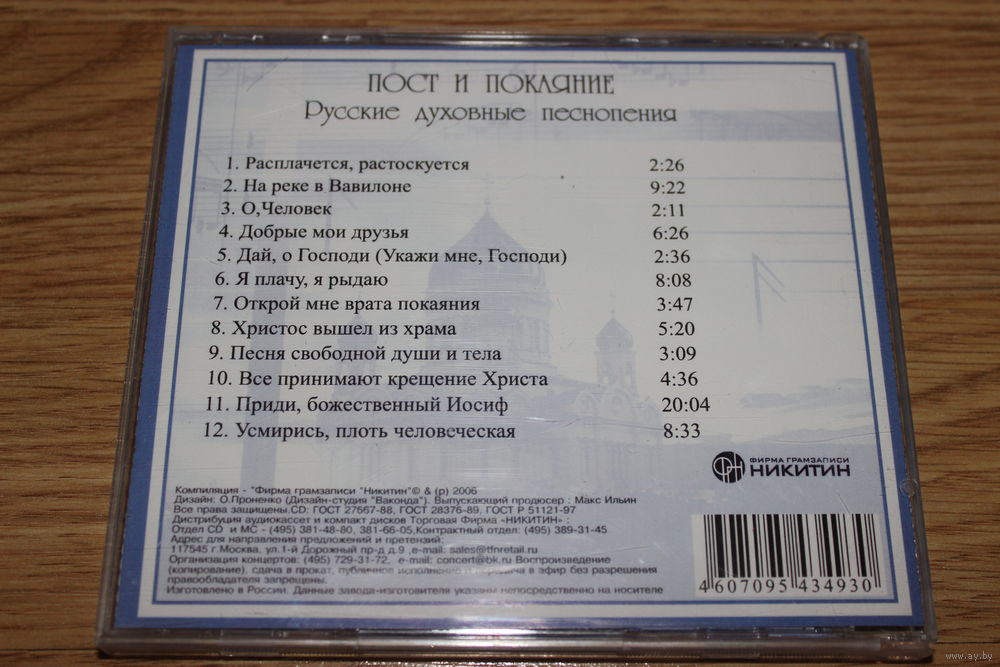 ПОСТ И ПОКАЯНИЕ
Русские духовные песнопения
1. Расплачется, растоскуется 2:26
2. На реке в Вавилоне 9:22
3. О,Человек 2:11
4. Добрые мои друзья 6:26
5. Дай, о Господи (Укажи мне, Господи) 2:36
6. Я плачу, я рыдаю 8:08
7. Открой мне врата покаяния 3:47
8. Христос вышел из храма 5:20
9. Песня свободной души и тела 3:09
10. Все принимают крещение Христа 4:36
11. Приди, божественный Иосиф 20:04
12. Усмирись, плоть человеческая 8:33
ФИРМА ГРАМЗАПИСИ
НИКИТИН
Компиляция - "Фирма грамзаписи "Никитин"© & (p) 2006
Дизайн: О.Проненко (Дизайн-студия "Ваконда"). Выпускающий продюсер : Макс Ильин
Все права защищены.CD: ГОСТ 27667-88, ГОСТ 28376-89, ГОСТ Р 51121-97
Дистрибуция аудиокассет и компакт дисков Торговая Фирма «НИКИТИН» :
Отдел CD и МС - (495) 381-48-80, 381-66-05,Контрактный отдел: (495) 389-31-45
Адрес для направления предложений и претензий:
117545 г.Москва, ул.1-й Дорожный пр-д д.9 ,e-mail: sales@tfnretail.ru
Организация концертов: (495) 729-31-72, e-mail: concert@bk.ru Воспроизведение
(копирование), сдача в прокат, публичное исполнение и передача в эфир без разрешения
правообладателя запрещены.
Изготовлено в России. Данные завода-изготовителя указаны непосредственно на носителе
4 607095 434930
www.ay.by